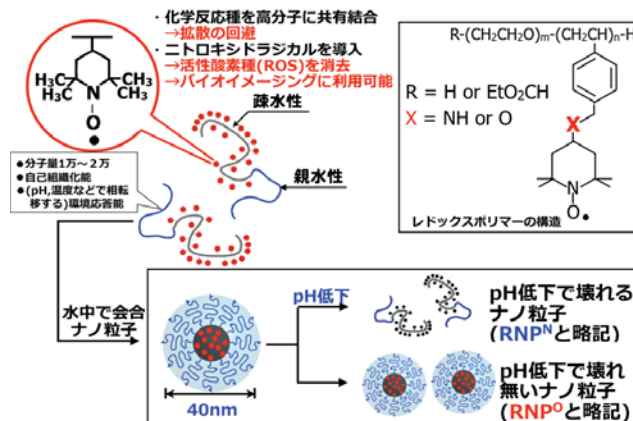 ・化学反応種を高分子に共有結合
→拡散の回避
・ニトロキシドラジカルを導入
→活性酸素種(ROS)を消去
→バイオイメージングに利用可能
H₃C
CH₃
H₃C
N
CH₃
O
疎水性
親水性
●分子量1万～2万
●自己組織化能
●(pH,温度などで相転
移する)環境応答能
R-(CH₂CH₂O)m-(CH₂CH)n-H
R = H or EtO₂CH
X = NH or O
X
N
O
レドックスポリマーの構造
水中で会合
ナノ粒子
40nm
pH低下
pH低下で壊れる
ナノ粒子
(RNPᴺと略記)
pH低下で壊れ
無いナノ粒子
(RNPᴼと略記)